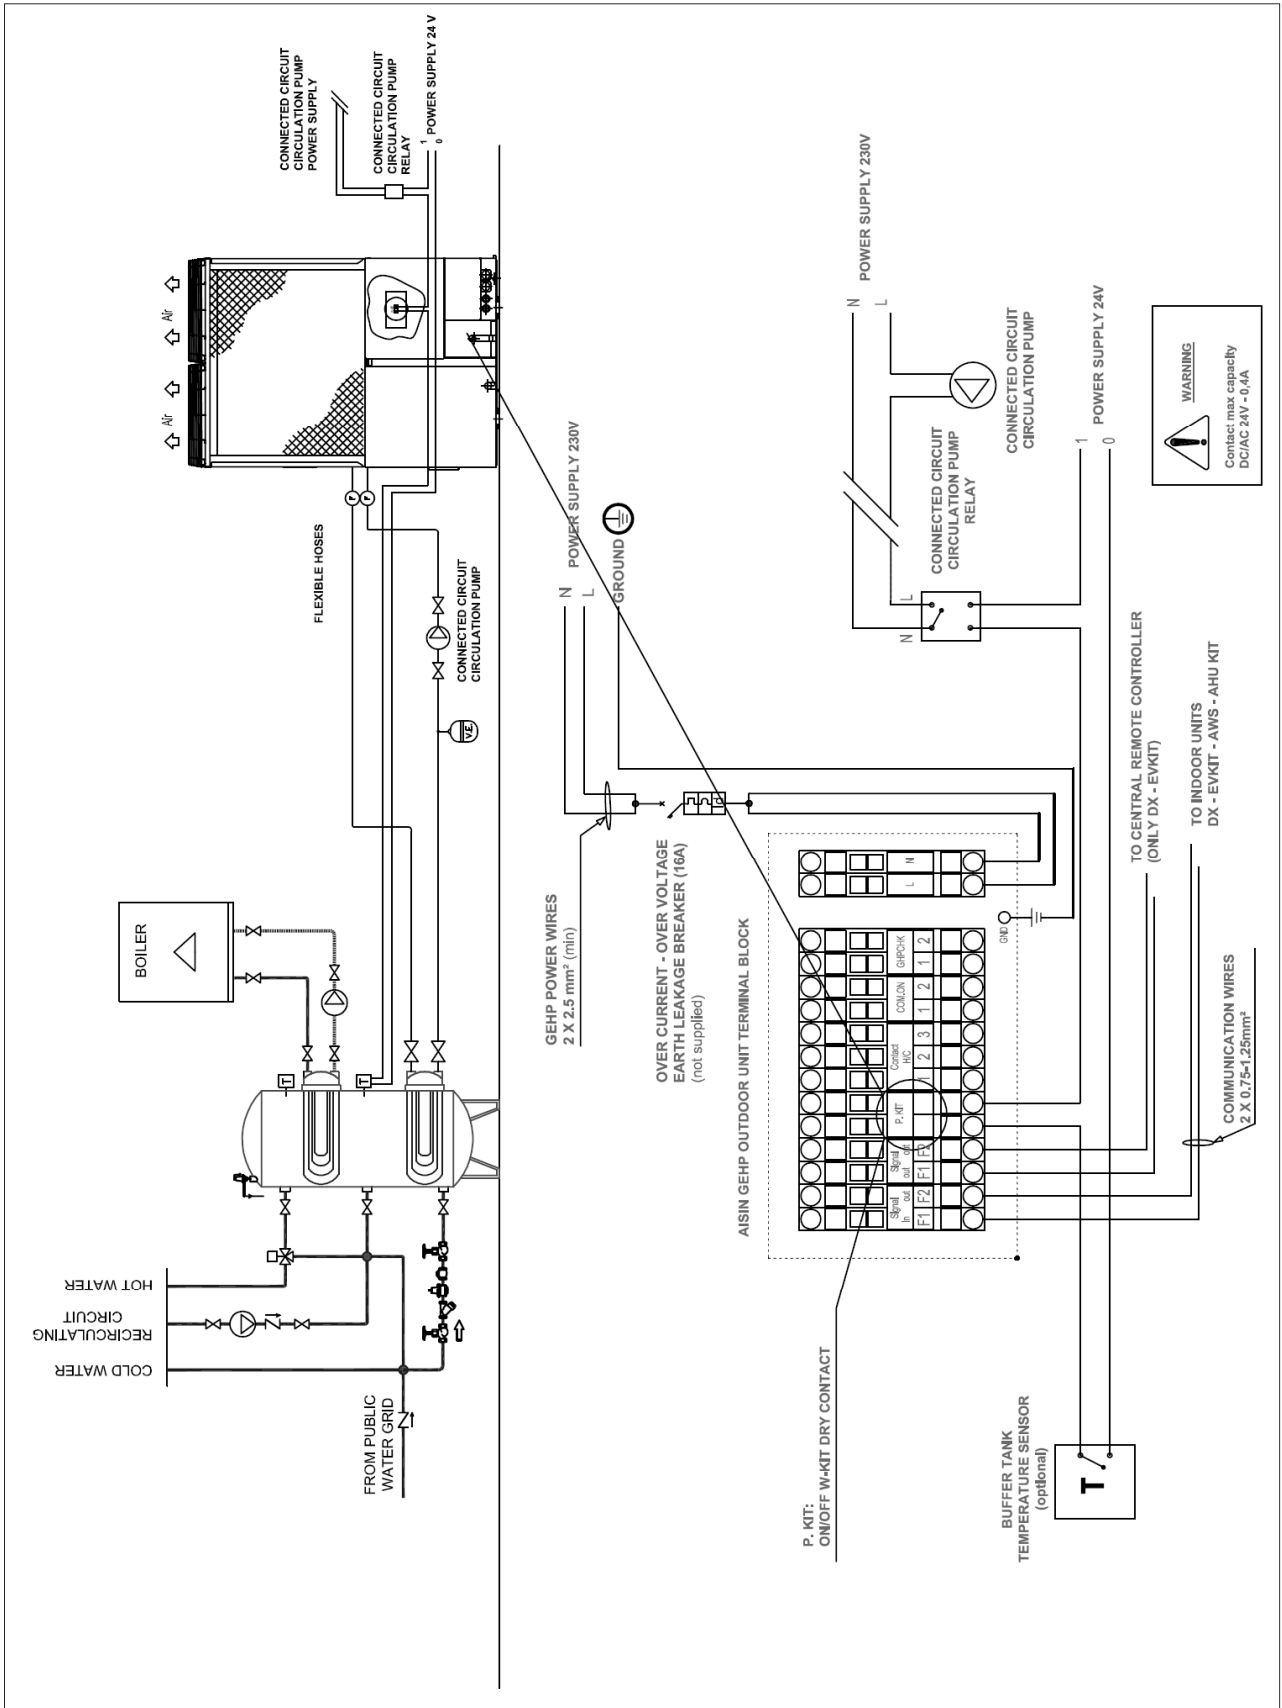 CONNECTED CIRCUIT
CIRCULATION PUMP
POWER SUPPLY
CONNECTED CIRCUIT
CIRCULATION PUMP
RELAY
1
0
POWER SUPPLY 24 V
Air
Air
FLEXIBLE HOSES
F
F
CONNECTED CIRCUIT
CIRCULATION PUMP
V.E.
BOILER
T
T
HOT WATER
RECIRCULATING
CIRCUIT
COLD WATER
FROM PUBLIC
WATER GRID
POWER SUPPLY 230V
N
L
GROUND
GEHP POWER WIRES
2 X 2.5 mm² (min)
OVER CURRENT - OVER VOLTAGE
EARTH LEAKAGE BREAKER (16A)
(not supplied)
AISIN GEHP OUTDOOR UNIT TERMINAL BLOCK
N
L
GND
GHPCHK
2
1
COM.ON
2
1
Contact
H/C
3
2
1
P. KIT
Signal
out out
F2
F1
Signal
In out
F2
F1
P. KIT:
ON/OFF W-KIT DRY CONTACT
POWER SUPPLY 230V
N
L
CONNECTED CIRCUIT
CIRCULATION PUMP
CONNECTED CIRCUIT
CIRCULATION PUMP
RELAY
N
L
POWER SUPPLY 24V
1
0
WARNING
Contact max capacity
DC/AC 24V - 0,4A
TO CENTRAL REMOTE CONTROLLER
(ONLY DX - EVKIT)
TO INDOOR UNITS
DX - EVKIT - AWS - AHU KIT
COMMUNICATION WIRES
2 X 0.75-1.25mm²
BUFFER TANK
TEMPERATURE SENSOR
(optional)
T